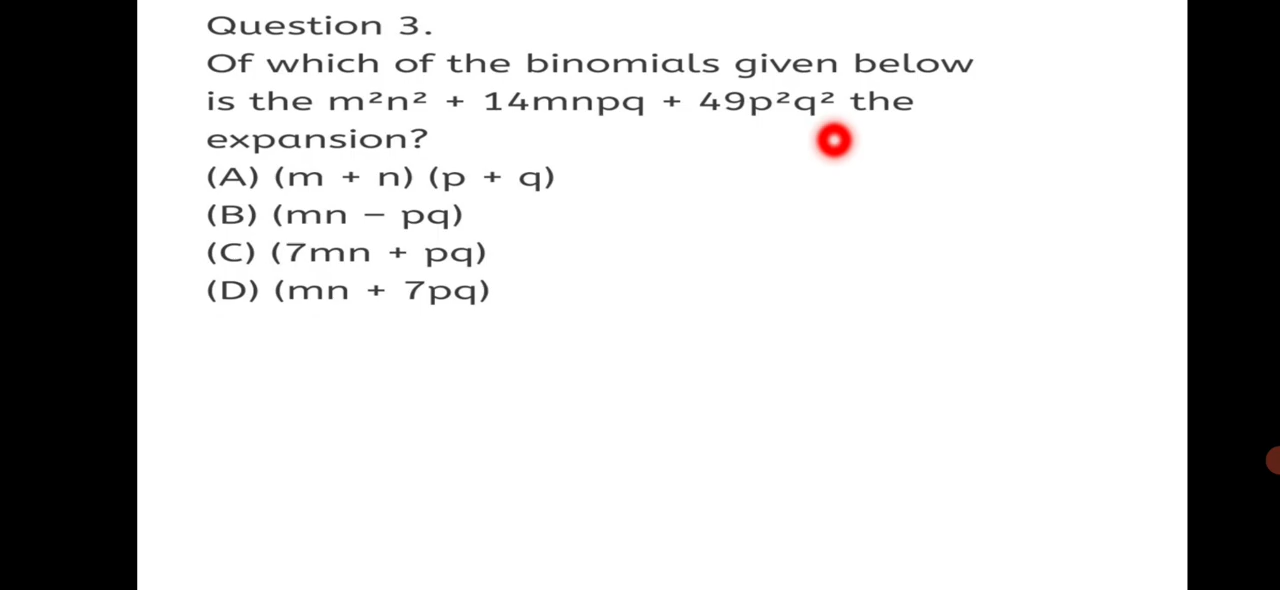 Question 3.
Of which of the binomials given below
is the m²n² + 14mnpq + 49p²q² the
expansion?
(A) (m + n) (p + q)
(B) (mn − pq)
(C) (7mn + pq)
(D) (mn + 7pq)